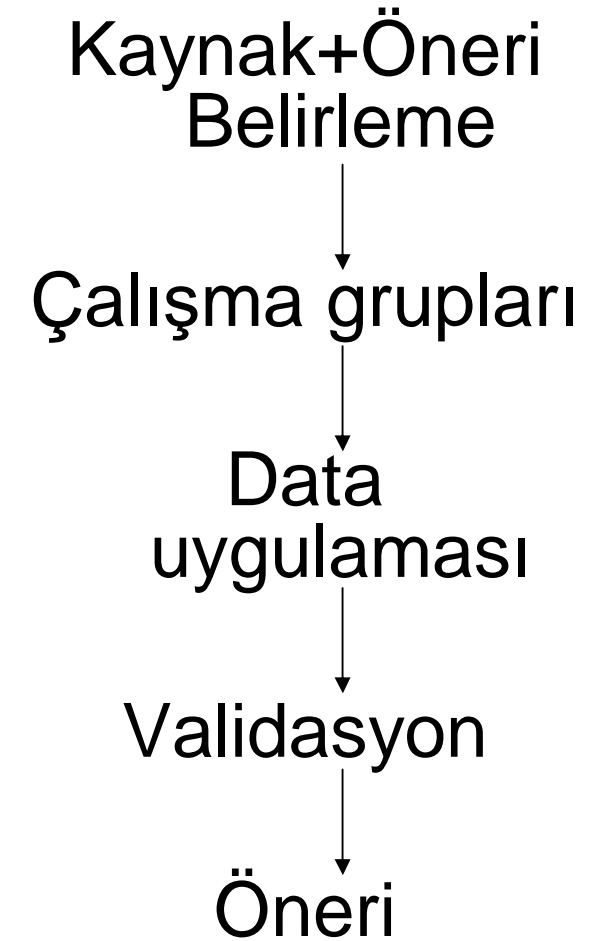 Kaynak+Öneri
Belirleme
Çalışma grupları
Data
uygulaması
Validasyon
Öneri